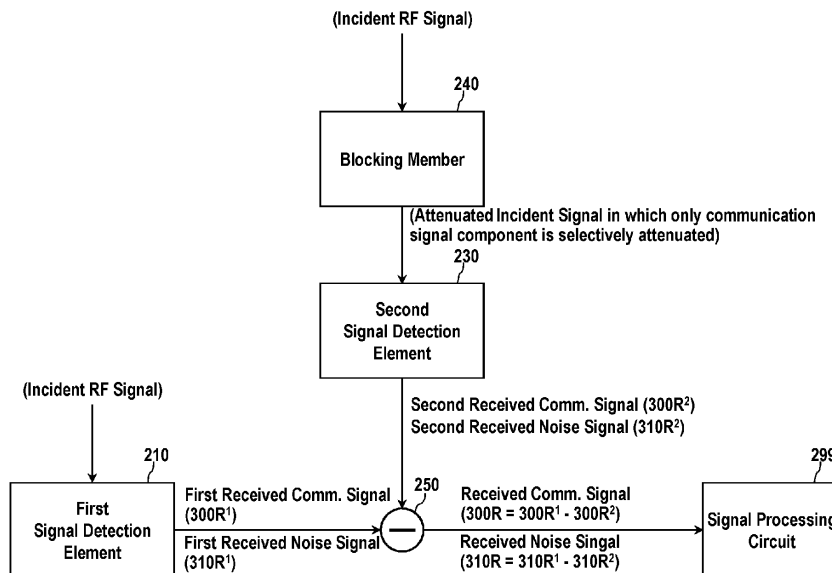 (Incident RF Signal)
240
Blocking Member
(Attenuated Incident Signal in which only communication
signal component is selectively attenuated)
230
Second
Signal Detection
Element
(Incident RF Signal)
Second Received Comm. Signal (300R²)
Second Received Noise Signal (310R²)
210
First
Signal Detection
Element
First Received Comm. Signal
(300R¹)
First Received Noise Signal
(310R¹)
250
Received Comm. Signal
(300R = 300R¹ - 300R²)
Received Noise Singal
(310R = 310R¹ - 310R²)
299
Signal Processing
Circuit